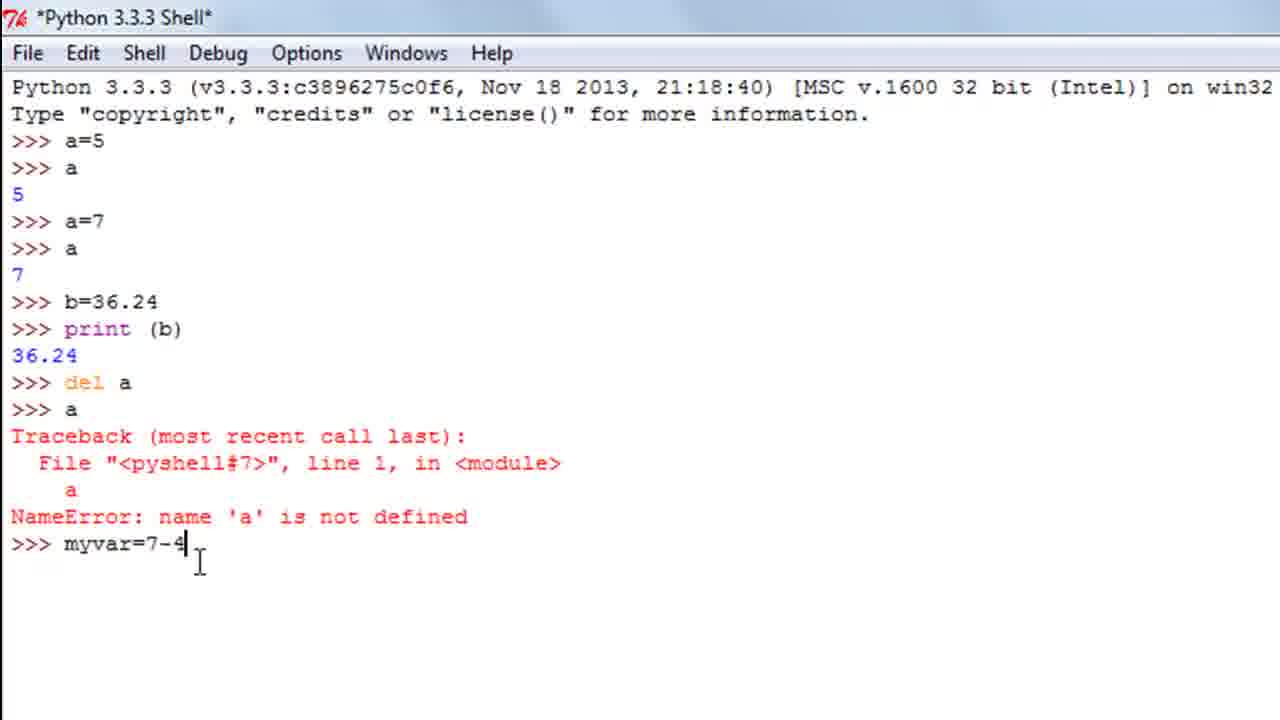 *Python 3.3.3 Shell*
File Edit Shell Debug Options Windows Help
Python 3.3.3 (v3.3.3:c3896275c0f6, Nov 18 2013, 21:18:40) [MSC v.1600 32 bit (Intel)] on win32
Type "copyright", "credits" or "license()" for more information.
>>> a=5
>>> a
5
>>> a=7
>>> a
7
>>> b=36.24
>>> print (b)
36.24
>>> del a
>>> a
Traceback (most recent call last):
  File "<pyshell#7>", line 1, in <module>
    a
NameError: name 'a' is not defined
>>> myvar=7-4